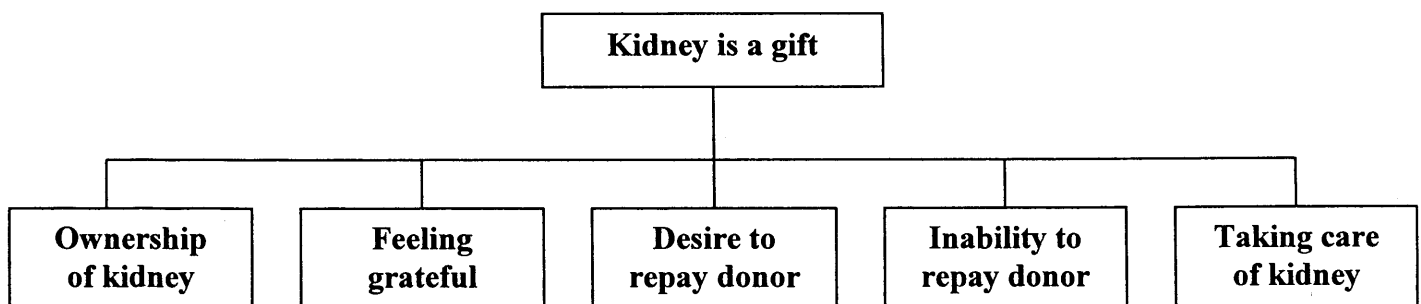 Kidney is a gift
Ownership
of kidney
Feeling
grateful
Desire to
repay donor
Inability to
repay donor
Taking care
of kidney